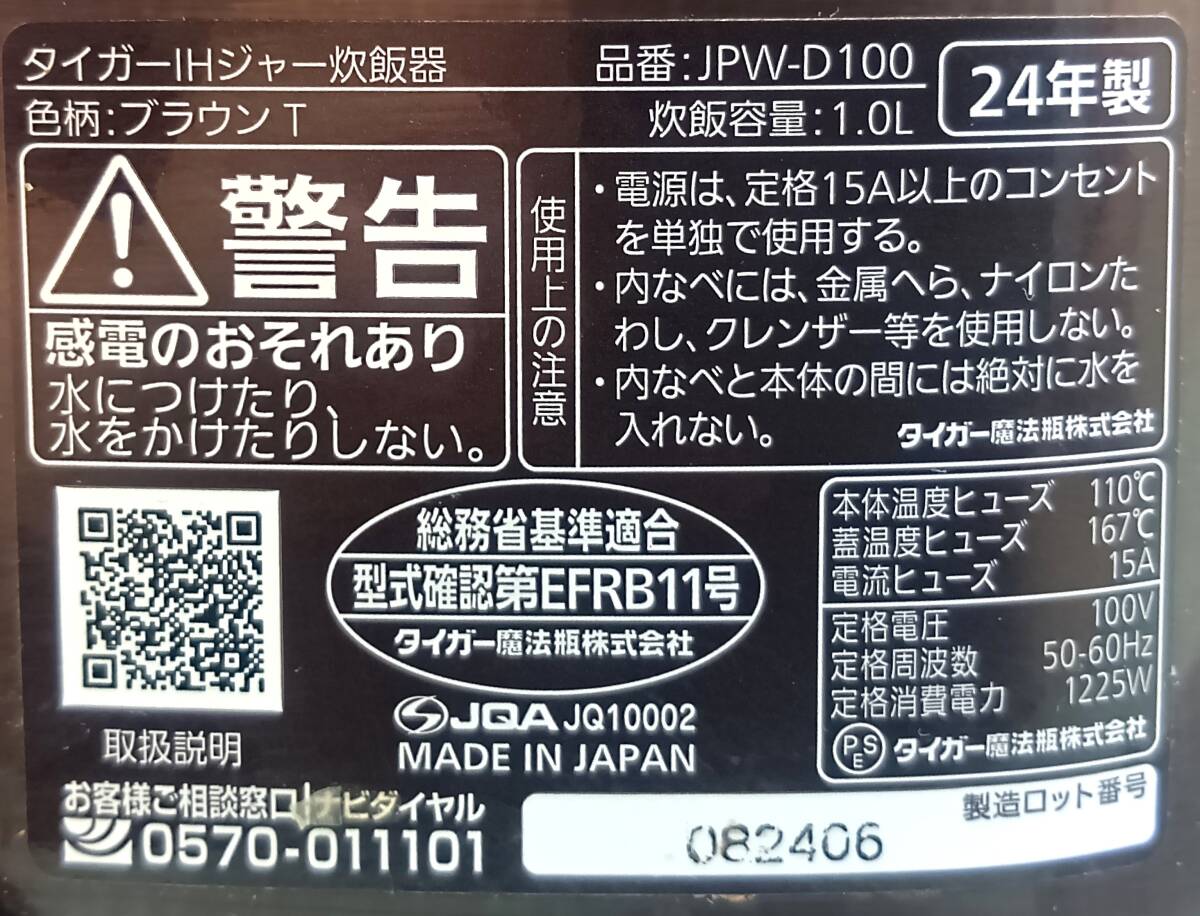 タイガーIHジャー炊飯器
品番:JPW-D100
24年製
色柄:ブラウン T
炊飯容量:1.0L
警告
感電のおそれあり
水につけたり、
水をかけたりしない。
使用上の注意
・電源は、定格15A以上のコンセント
を単独で使用する。
・内なべには、金属へら、ナイロンた
わし、クレンザー等を使用しない。
・内なべと本体の間には絶対に水を
入れない。
タイガー魔法瓶株式会社
取扱説明
総務省基準適合
型式確認第EFRB11号
タイガー魔法瓶株式会社
JQA JQ10002
MADE IN JAPAN
本体温度ヒューズ 110℃
蓋温度ヒューズ 167℃
電流ヒューズ 15A
定格電圧 100V
定格周波数 50-60Hz
定格消費電力 1225W
PSE タイガー魔法瓶株式会社
お客様ご相談窓口 ナビダイヤル
0570-011101
製造ロット番号
082406